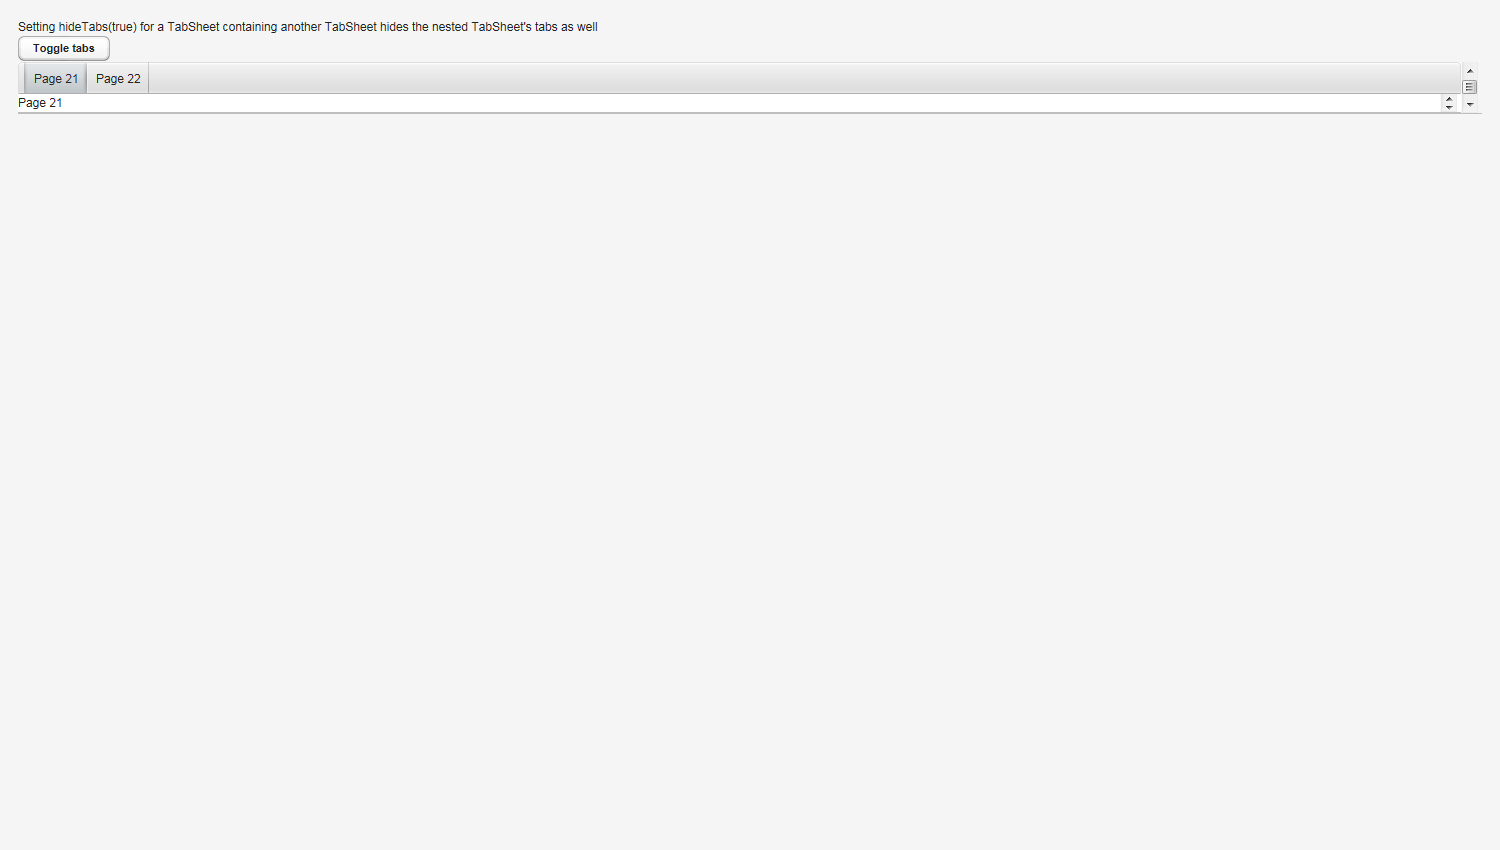 Setting hideTabs(true) for a TabSheet containing another TabSheet hides the nested TabSheet's tabs as well
Toggle tabs
Page 21 Page 22
Page 21